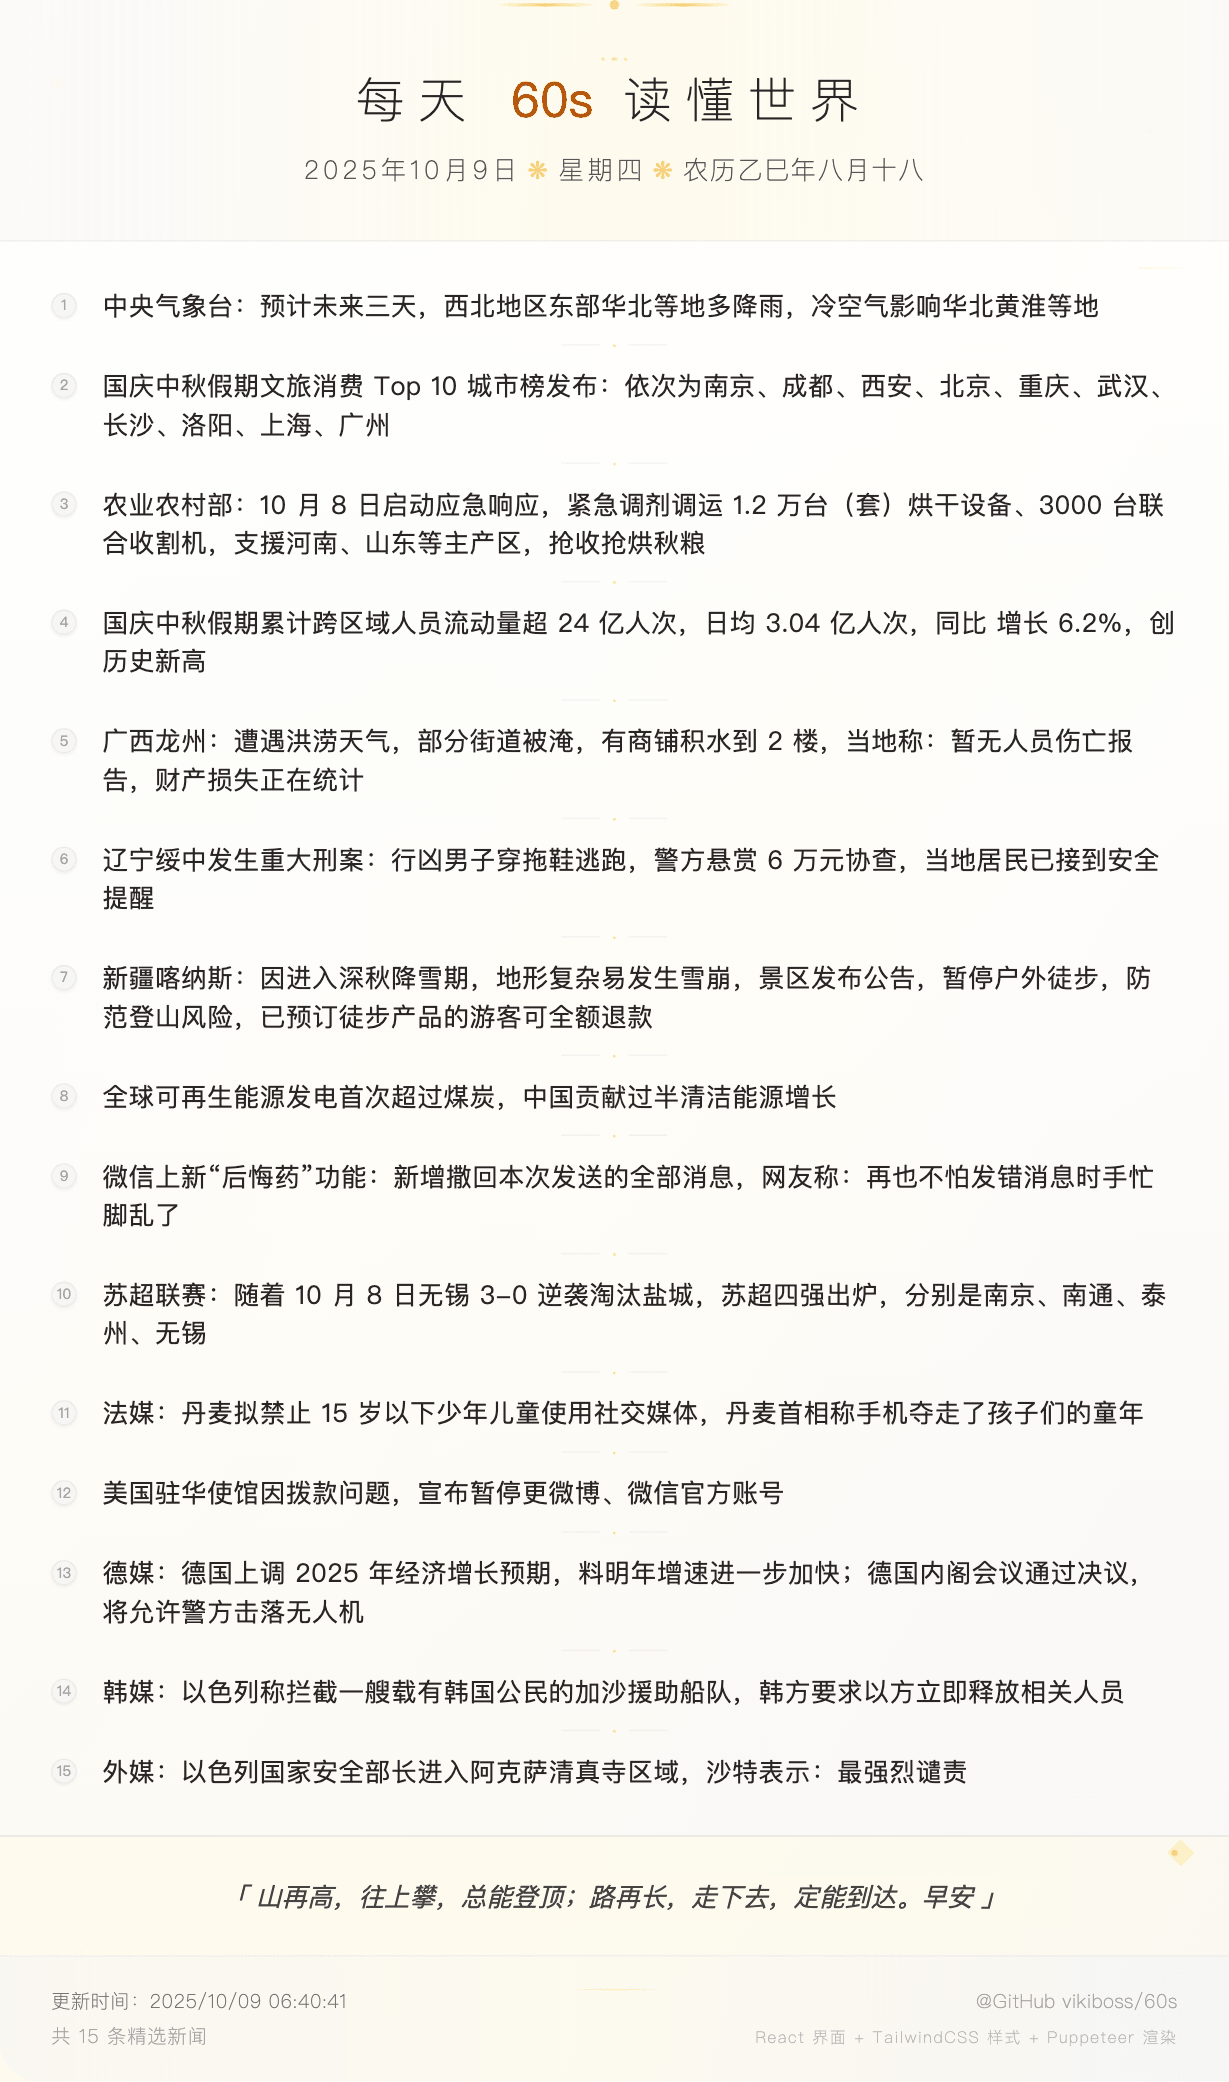 每天 60s 读懂世界
2025年10月9日 ❋ 星期四 ❋ 农历乙巳年八月十八
1 中央气象台：预计未来三天，西北地区东部华北等地多降雨，冷空气影响华北黄淮等地
2 国庆中秋假期文旅消费 Top 10 城市榜发布：依次为南京、成都、西安、北京、重庆、武汉、
长沙、洛阳、上海、广州
3 农业农村部：10 月 8 日启动应急响应，紧急调剂调运 1.2 万台（套）烘干设备、3000 台联
合收割机，支援河南、山东等主产区，抢收抢烘秋粮
4 国庆中秋假期累计跨区域人员流动量超 24 亿人次，日均 3.04 亿人次，同比 增长 6.2%，创
历史新高
5 广西龙州：遭遇洪涝天气，部分街道被淹，有商铺积水到 2 楼，当地称：暂无人员伤亡报
告，财产损失正在统计
6 辽宁绥中发生重大刑案：行凶男子穿拖鞋逃跑，警方悬赏 6 万元协查，当地居民已接到安全
提醒
7 新疆喀纳斯：因进入深秋降雪期，地形复杂易发生雪崩，景区发布公告，暂停户外徒步，防
范登山风险，已预订徒步产品的游客可全额退款
8 全球可再生能源发电首次超过煤炭，中国贡献过半清洁能源增长
9 微信上新“后悔药”功能：新增撤回本次发送的全部消息，网友称：再也不怕发错消息时手忙
脚乱了
10 苏超联赛：随着 10 月 8 日无锡 3-0 逆袭淘汰盐城，苏超四强出炉，分别是南京、南通、泰
州、无锡
11 法媒：丹麦拟禁止 15 岁以下少年儿童使用社交媒体，丹麦首相称手机夺走了孩子们的童年
12 美国驻华使馆因拨款问题，宣布暂停更微博、微信官方账号
13 德媒：德国上调 2025 年经济增长预期，料明年增速进一步加快；德国内阁会议通过决议，
将允许警方击落无人机
14 韩媒：以色列称拦截一艘载有韩国公民的加沙援助船队，韩方要求以方立即释放相关人员
15 外媒：以色列国家安全部长进入阿克萨清真寺区域，沙特表示：最强烈谴责
「 山再高，往上攀，总能登顶；路再长，走下去，定能到达。早安 」
更新时间：2025/10/09 06:40:41
@GitHub vikiboss/60s
共 15 条精选新闻
React 界面 + TailwindCSS 样式 + Puppeteer 渲染